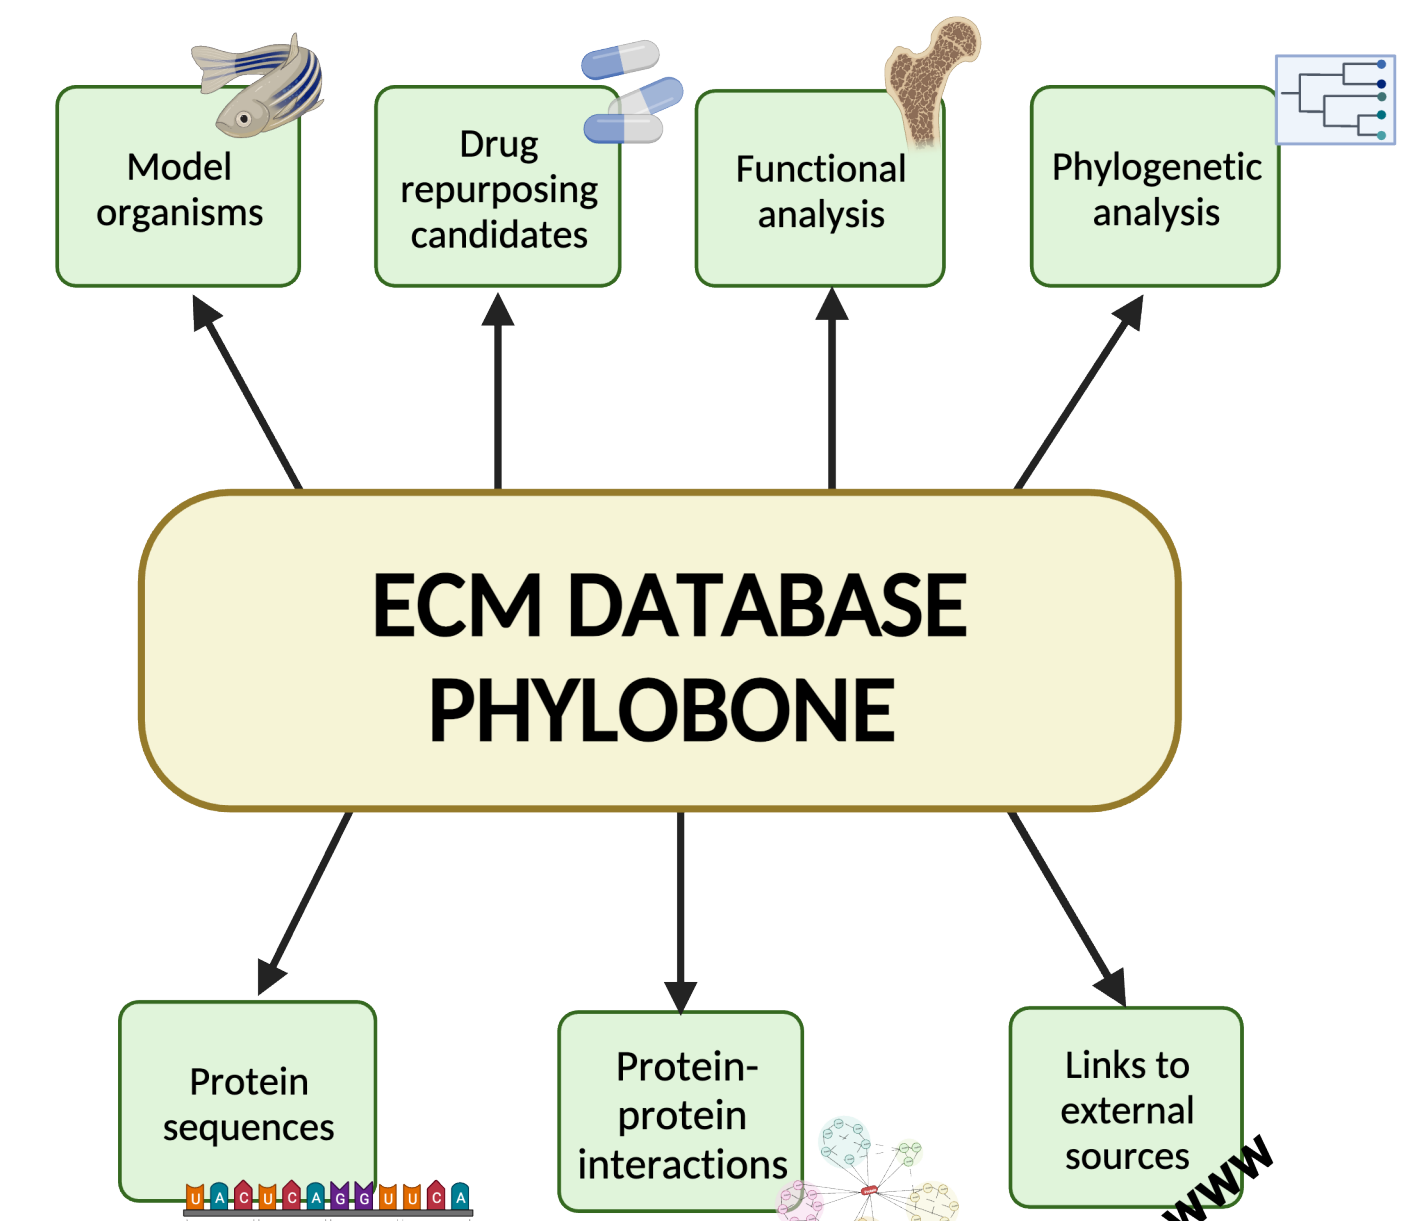 Model
organisms
Drug
repurposing
candidates
Functional
analysis
Phylogenetic
analysis
ECM DATABASE
PHYLOBONE
Protein
sequences
UACUCAGGUUCA
Protein-
protein
interactions
Links to
external
sources
www